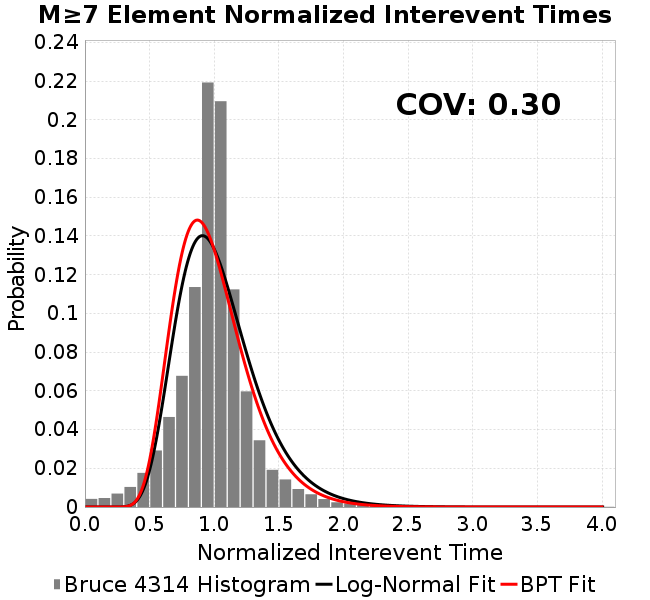 M≥7 Element Normalized Interevent Times
COV: 0.30
Probability
0.24
0.22
0.2
0.18
0.16
0.14
0.12
0.1
0.08
0.06
0.04
0.02
0
0.0 0.5 1.0 1.5 2.0 2.5 3.0 3.5 4.0
Normalized Interevent Time
Bruce 4314 Histogram Log-Normal Fit BPT Fit